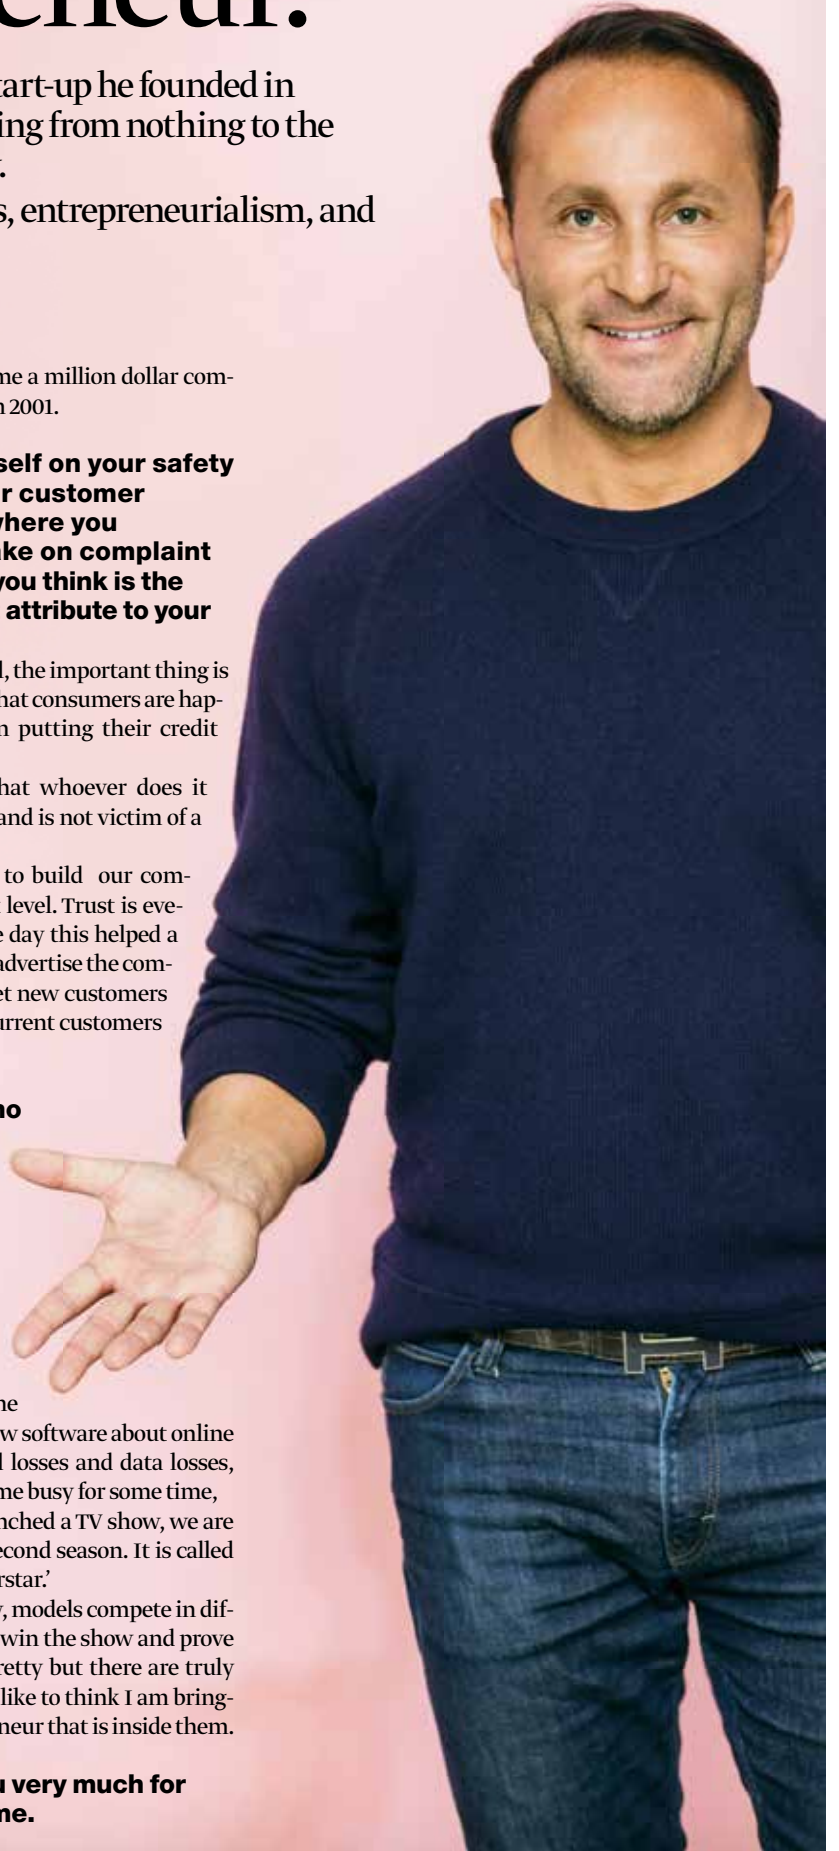 eneur.
tart-up he founded in
ing from nothing to the
.
s, entrepreneurialism, and
me a million dollar com-
n 2001.
self on your safety
r customer
where you
ake on complaint
you think is the
attribute to your
l, the important thing is
hat consumers are hap-
n putting their credit
hat whoever does it
and is not victim of a
to build our com-
level. Trust is eve-
e day this helped a
advertise the com-
et new customers
urrent customers
no
ne
w software about online
l losses and data losses,
me busy for some time,
nched a TV show, we are
econd season. It is called
rstar.’
, models compete in dif-
win the show and prove
retty but there are truly
like to think I am bring-
neur that is inside them.
u very much for
me.